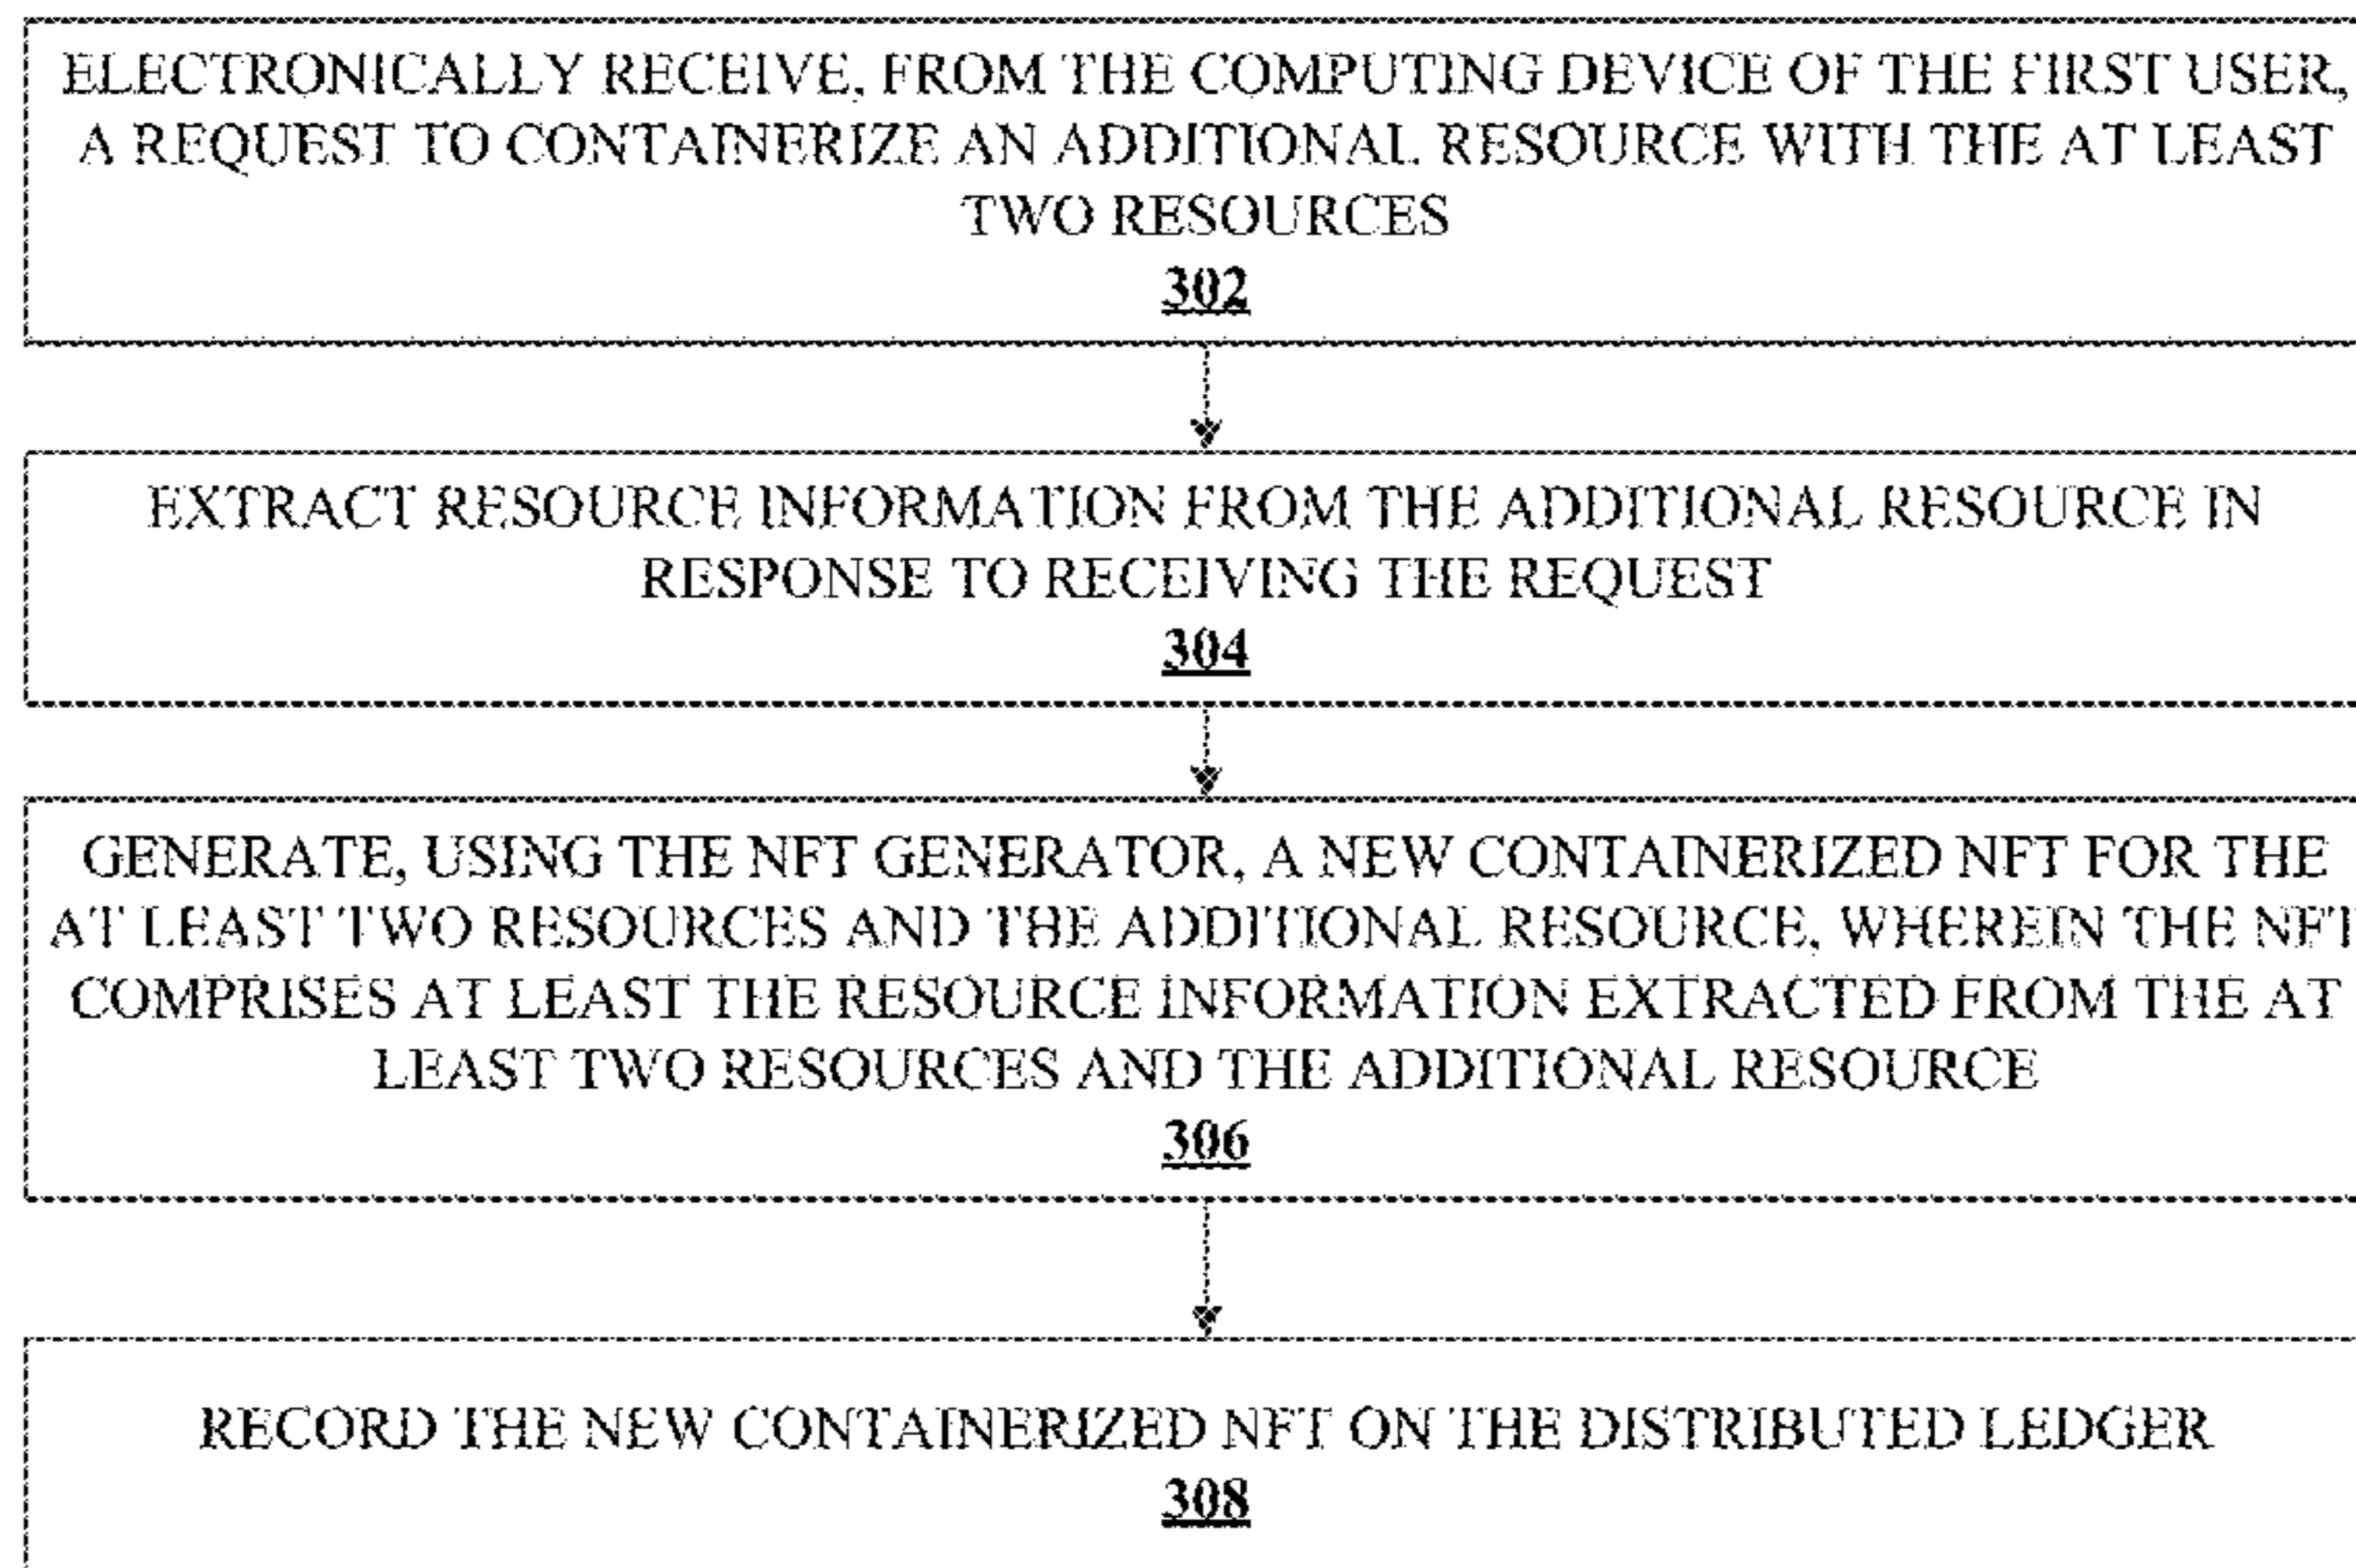 ELECTRONICALLY RECEIVE, FROM THE COMPUTING DEVICE OF THE FIRST USER,
A REQUEST TO CONTAINERIZE AN ADDITIONAL RESOURCE WITH THE AT LEAST
TWO RESOURCES
302
EXTRACT RESOURCE INFORMATION FROM THE ADDITIONAL RESOURCE IN
RESPONSE TO RECEIVING THE REQUEST
304
GENERATE, USING THE NFT GENERATOR, A NEW CONTAINERIZED NFT FOR THE
AT LEAST TWO RESOURCES AND THE ADDITIONAL RESOURCE, WHEREIN THE NFT
COMPRISES AT LEAST THE RESOURCE INFORMATION EXTRACTED FROM THE AT
LEAST TWO RESOURCES AND THE ADDITIONAL RESOURCE
306
RECORD THE NEW CONTAINERIZED NFT ON THE DISTRIBUTED LEDGER
308